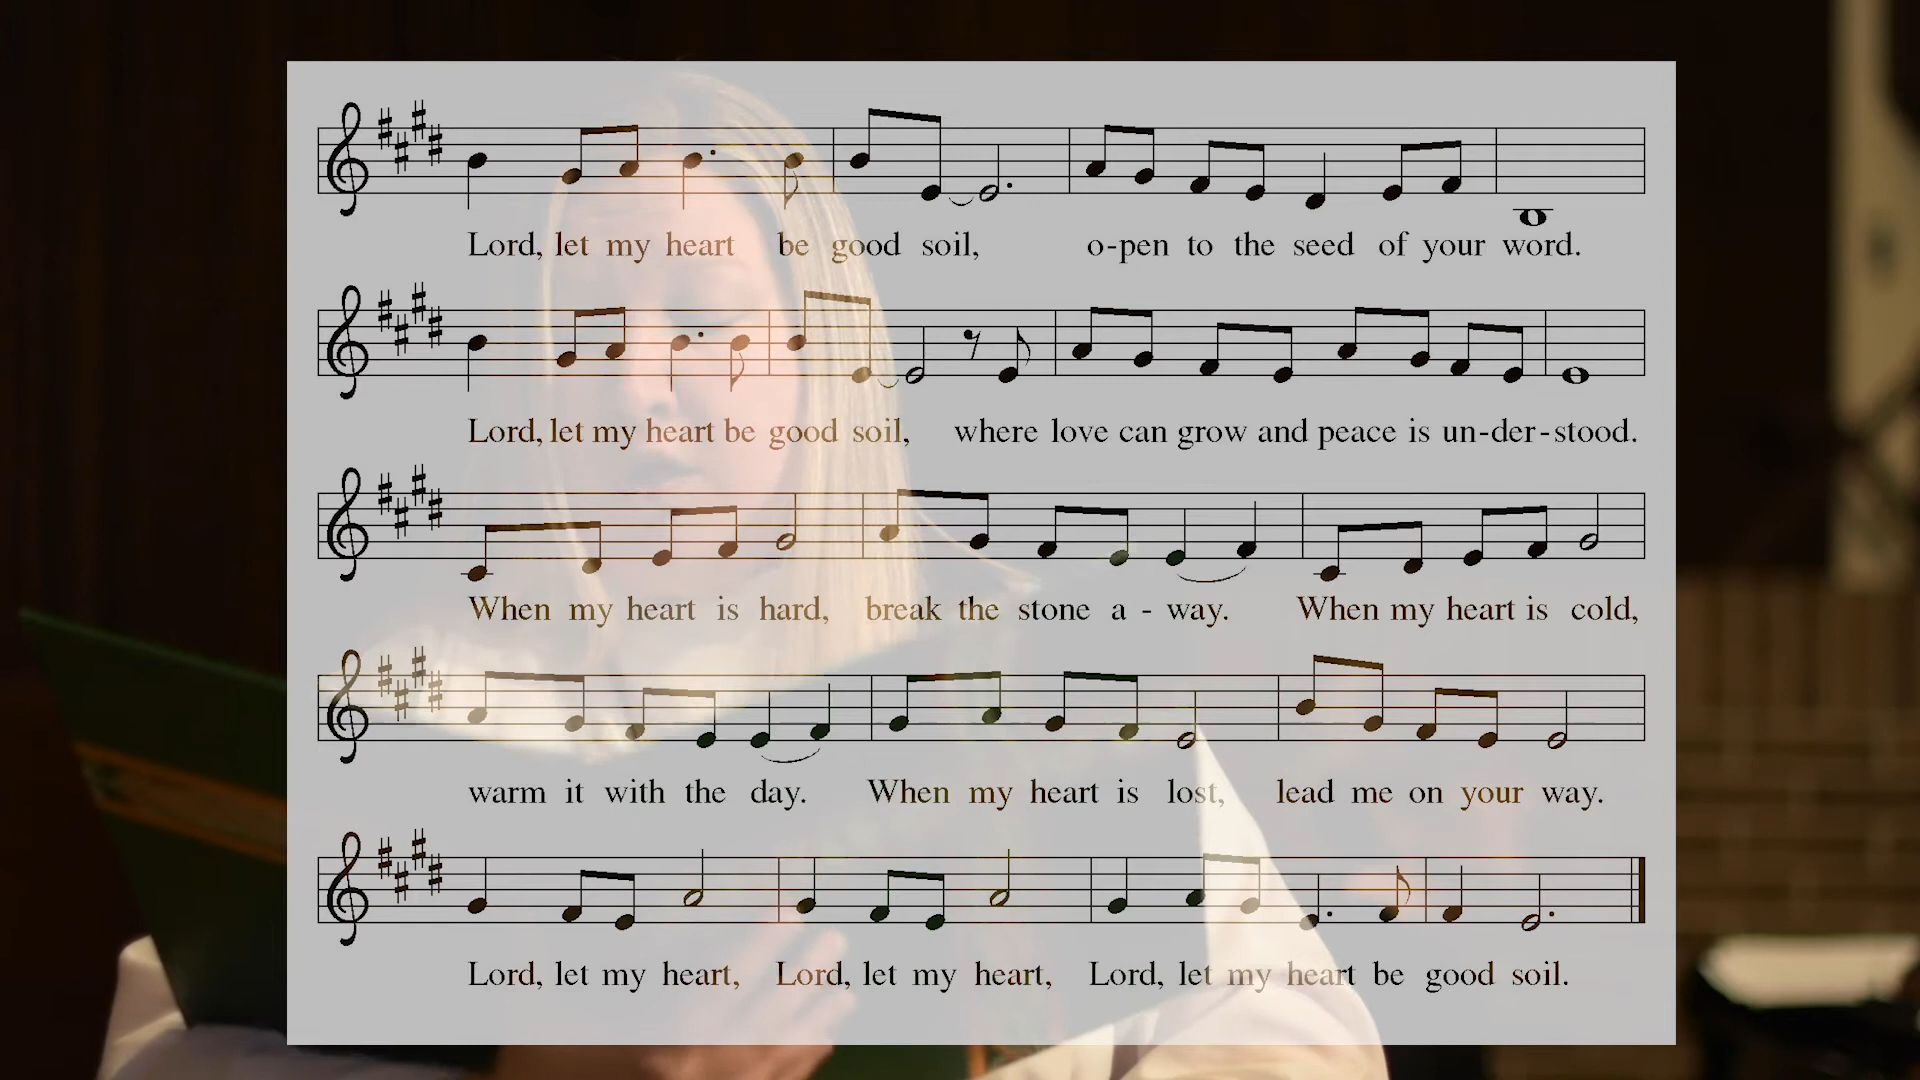 Lord, let my heart be good soil, o-pen to the seed of your word.
Lord, let my heart be good soil, where love can grow and peace is un-der-stood.
When my heart is hard, break the stone a - way. When my heart is cold,
warm it with the day. When my heart is lost, lead me on your way.
Lord, let my heart, Lord, let my heart, Lord, let my heart be good soil.